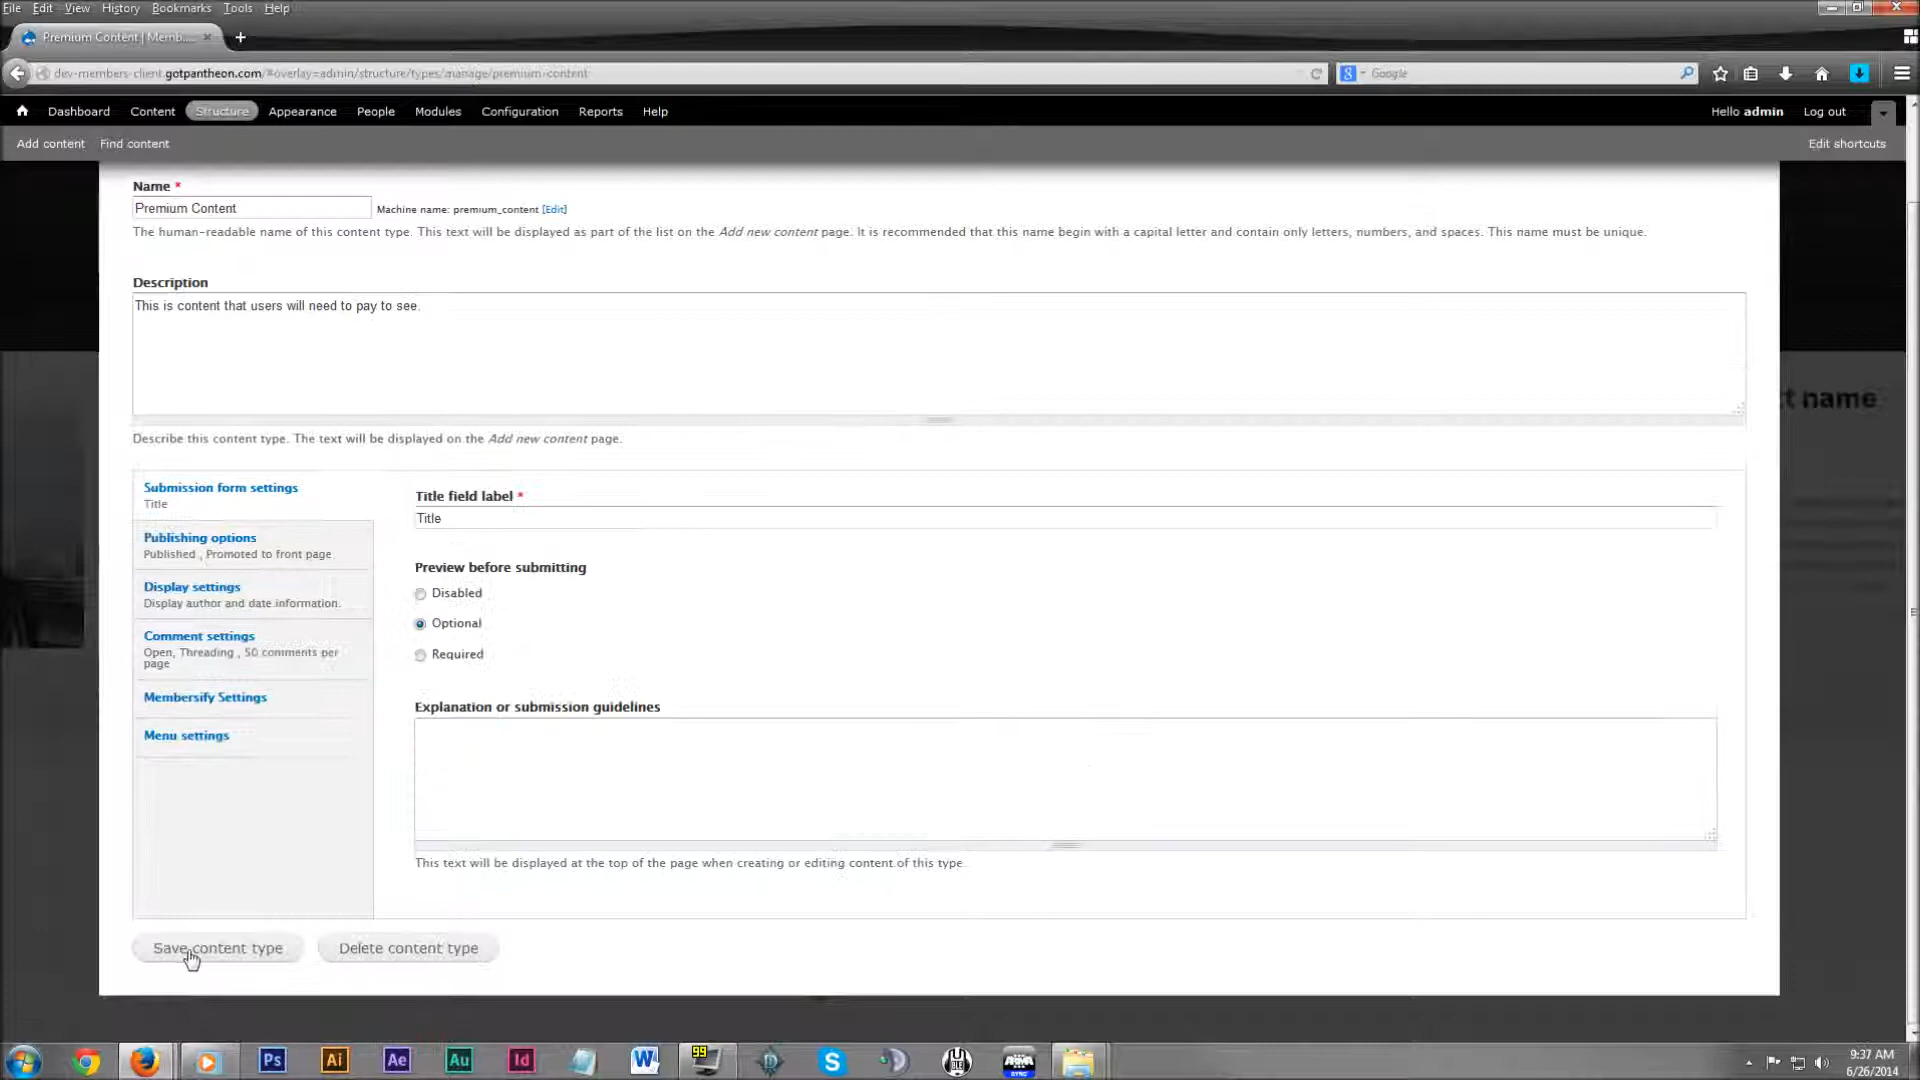 File Edit View History Bookmarks Tools Help
Premium Content | Memb...
dev-members-client.gotpantheon.com/#overlay=admin/structure/types/manage/premium-content
Google
Dashboard Content Structure Appearance People Modules Configuration Reports Help
Hello admin Log out
Add content Find content
Edit shortcuts
Name *
Premium Content
Machine name: premium_content [Edit]
The human-readable name of this content type. This text will be displayed as part of the list on the Add new content page. It is recommended that this name begin with a capital letter and contain only letters, numbers, and spaces. This name must be unique.
Description
This is content that users will need to pay to see.
t name
Describe this content type. The text will be displayed on the Add new content page.
Submission form settings
Title
Publishing options
Published , Promoted to front page
Display settings
Display author and date information.
Comment settings
Open, Threading , 50 comments per
page
Membersify Settings
Menu settings
Title field label *
Title
Preview before submitting
Disabled
Optional
Required
Explanation or submission guidelines
This text will be displayed at the top of the page when creating or editing content of this type.
Save content type
Delete content type
Ps Ai Ae Au Id W 99 S
9:37 AM
6/26/2014